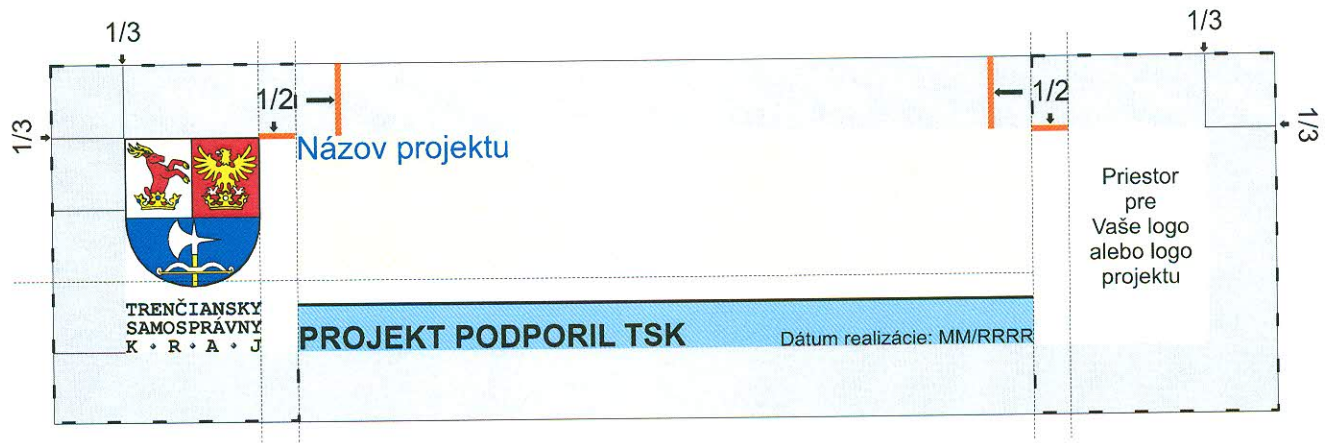 1/3
1/3
1/2
1/2
1/3
1/3
Názov projektu
Priestor
pre
Vaše logo
alebo logo
projektu
TRENČIANSKY
SAMOSPRÁVNY
K · R · A · J
PROJEKT PODPORIL TSK
Dátum realizácie: MM/RRRR